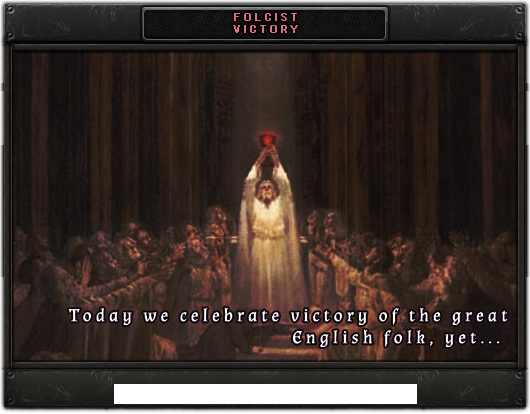 FOLCIST
VICTORY
Today we celebrate victory of the great
English folk, yet...